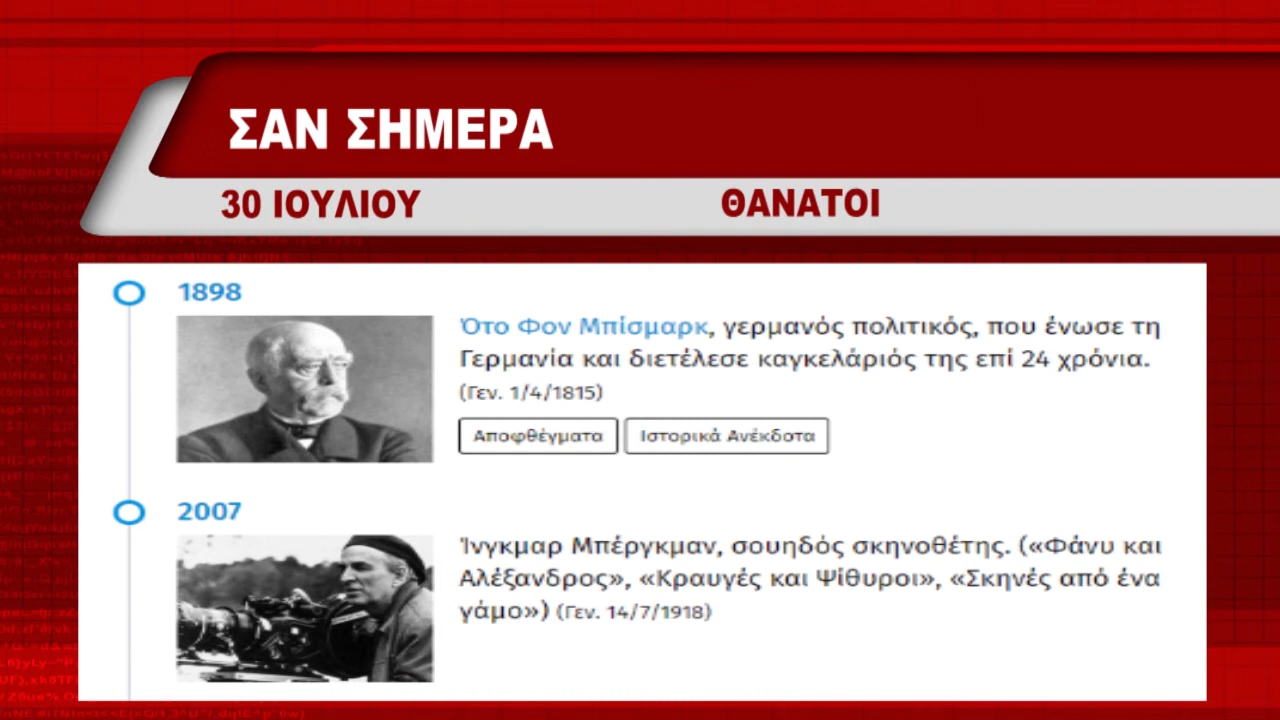 ΣΑΝ ΣΗΜΕΡΑ
30 ΙΟΥΛΙΟΥ ΘΑΝΑΤΟΙ
1898
Ότο Φον Μπίσμαρκ, γερμανός πολιτικός, που ένωσε τη
Γερμανία και διετέλεσε καγκελάριός της επί 24 χρόνια.
(Γεν. 1/4/1815)
Αποφθέγματα Ιστορικά Ανέκδοτα
2007
Ίνγκμαρ Μπέργκμαν, σουηδός σκηνοθέτης. («Φάνυ και
Αλέξανδρος», «Κραυγές και Ψίθυροι», «Σκηνές από ένα
γάμο») (Γεν. 14/7/1918)